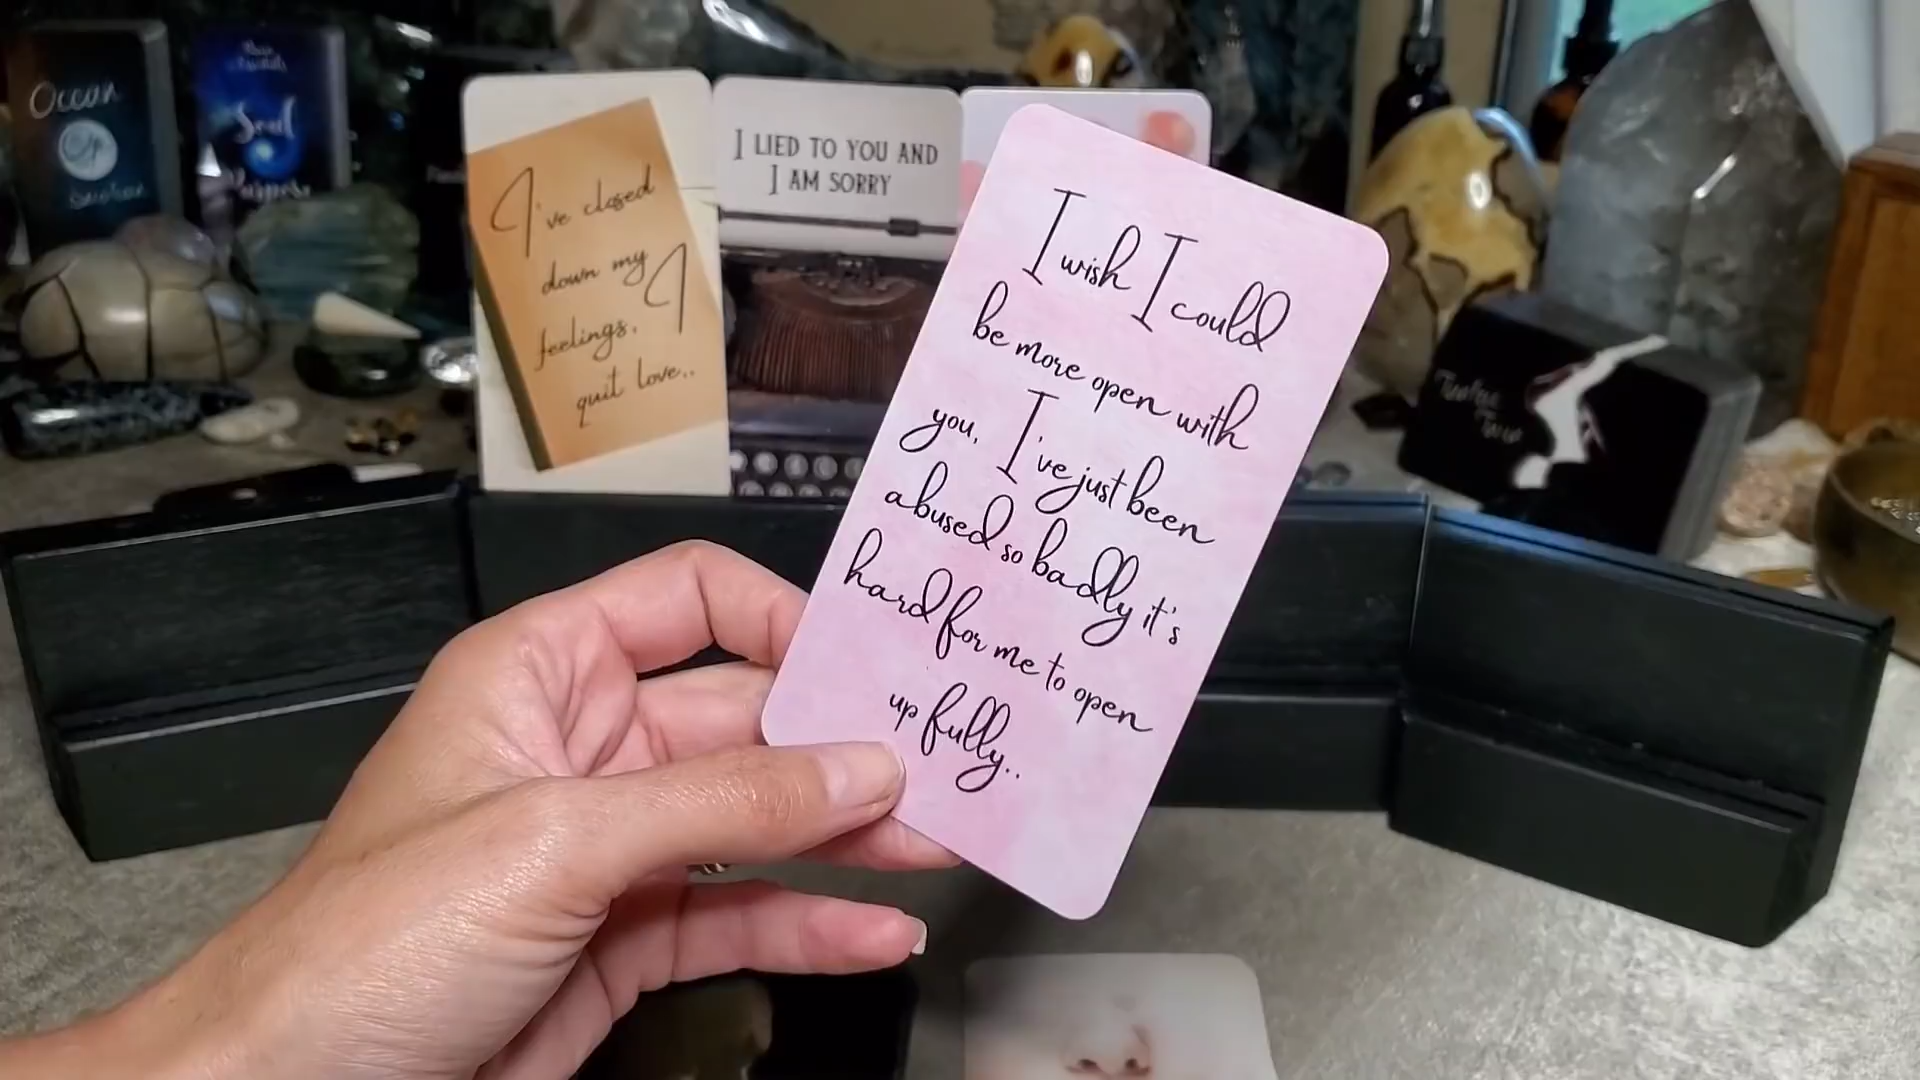 Ocean
Soul
Purpose
I've closed
down my
feelings, I
quit love..
I LIED TO YOU AND
I AM SORRY
I wish I could
be more open with
you, I've just been
abused so badly it's
hard for me to open
up fully..